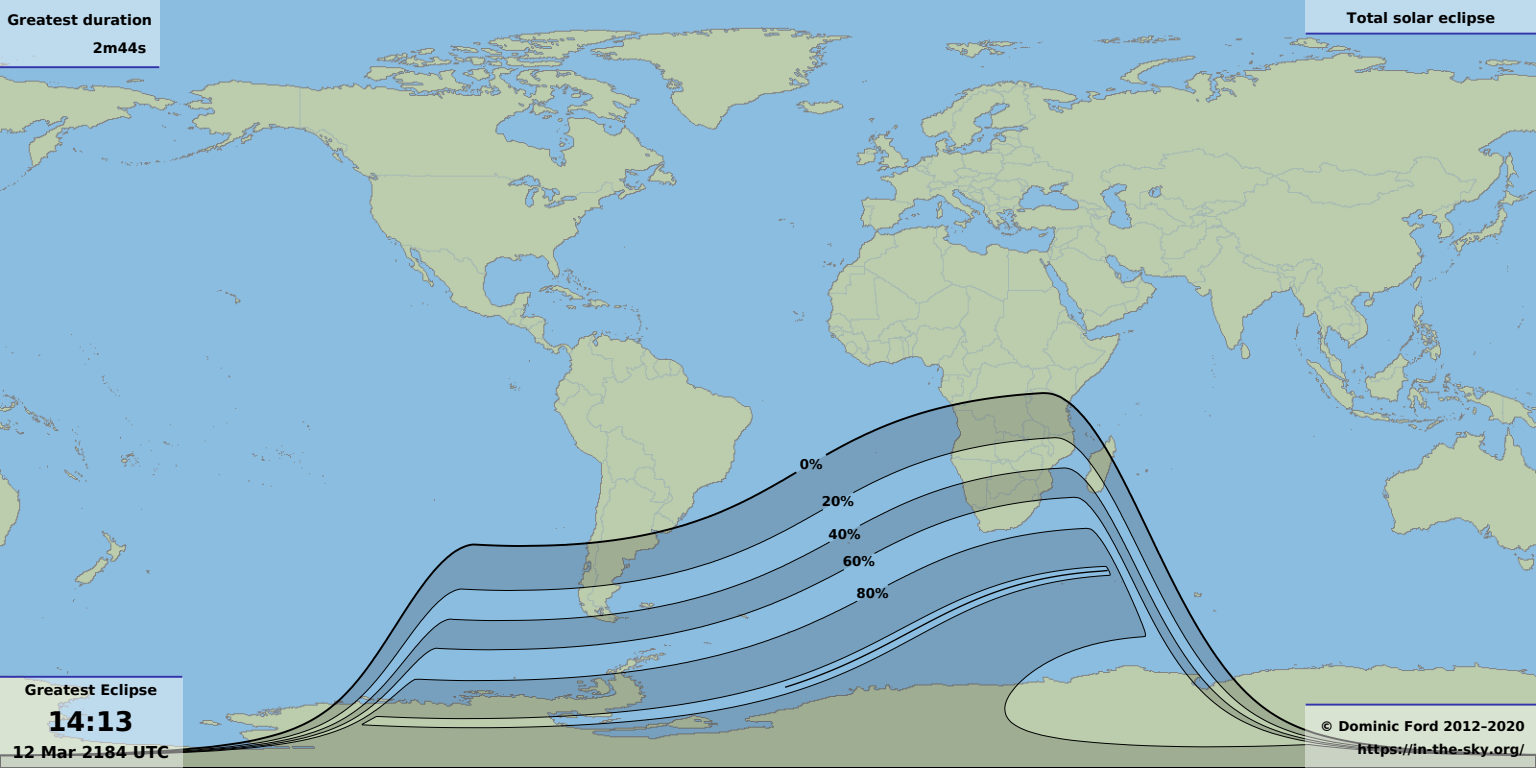 Greatest duration
2m44s
Total solar eclipse
0%
20%
40%
60%
80%
Greatest Eclipse
14:13
12 Mar 2184 UTC
© Dominic Ford 2012–2020
https://in-the-sky.org/